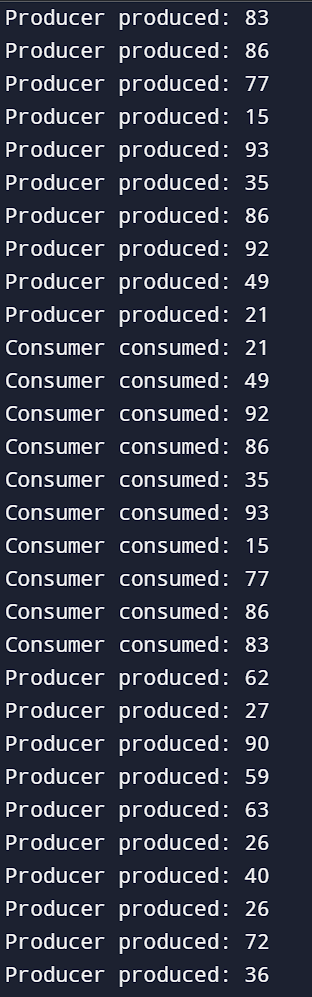 Producer produced: 83
Producer produced: 86
Producer produced: 77
Producer produced: 15
Producer produced: 93
Producer produced: 35
Producer produced: 86
Producer produced: 92
Producer produced: 49
Producer produced: 21
Consumer consumed: 21
Consumer consumed: 49
Consumer consumed: 92
Consumer consumed: 86
Consumer consumed: 35
Consumer consumed: 93
Consumer consumed: 15
Consumer consumed: 77
Consumer consumed: 86
Consumer consumed: 83
Producer produced: 62
Producer produced: 27
Producer produced: 90
Producer produced: 59
Producer produced: 63
Producer produced: 26
Producer produced: 40
Producer produced: 26
Producer produced: 72
Producer produced: 36